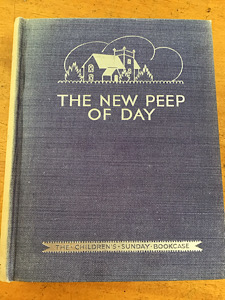 THE NEW PEEP
OF DAY
THE·CHILDREN'S·SUNDAY·BOOKCASE